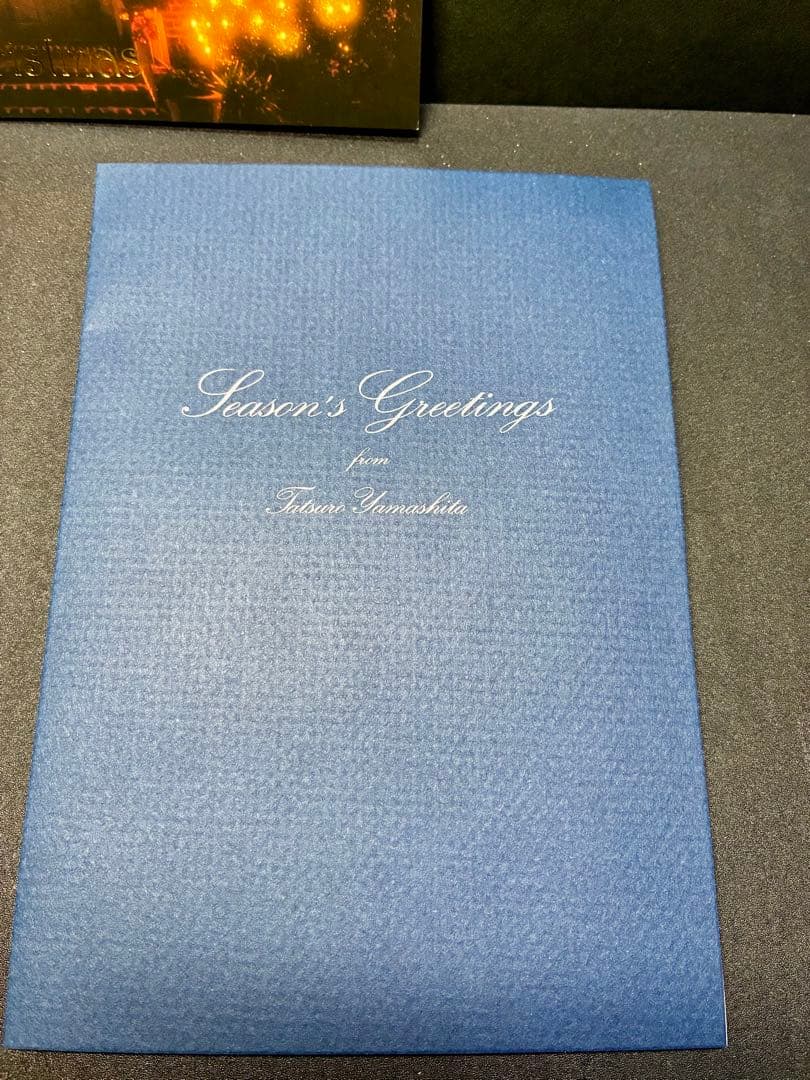 Season's Greetings
from
Tatsuro Yamashita